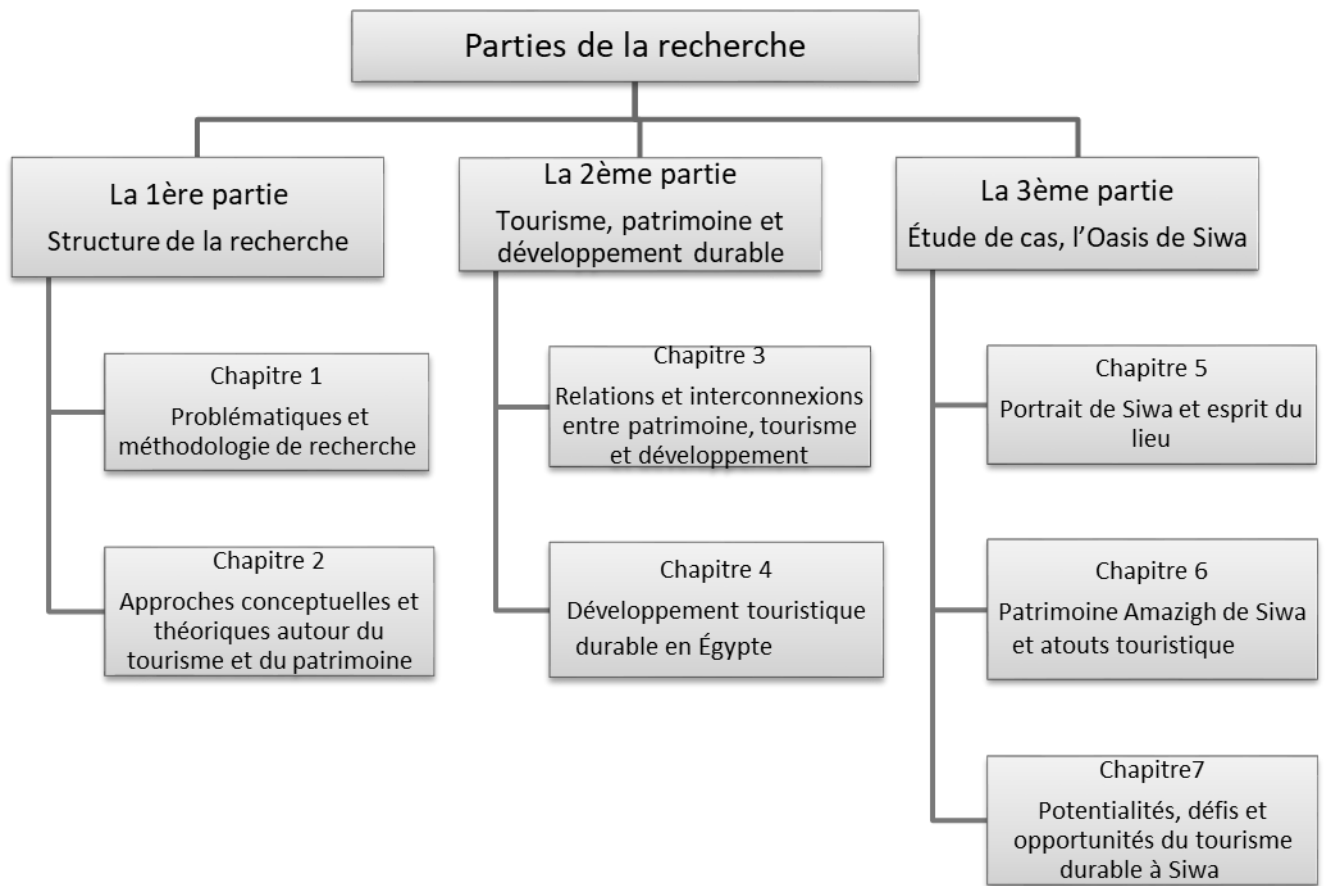 Parties de la recherche
La 1ère partie
Structure de la recherche
Chapitre 1
Problématiques et
méthodologie de recherche
Chapitre 2
Approches conceptuelles et
théoriques autour du
tourisme et du patrimoine
La 2ème partie
Tourisme, patrimoine et
développement durable
Chapitre 3
Relations et interconnexions
entre patrimoine, tourisme
et développement
Chapitre 4
Développement touristique
durable en Égypte
La 3ème partie
Étude de cas, l’Oasis de Siwa
Chapitre 5
Portrait de Siwa et esprit du
lieu
Chapitre 6
Patrimoine Amazigh de Siwa
et atouts touristique
Chapitre7
Potentialités, défis et
opportunités du tourisme
durable à Siwa